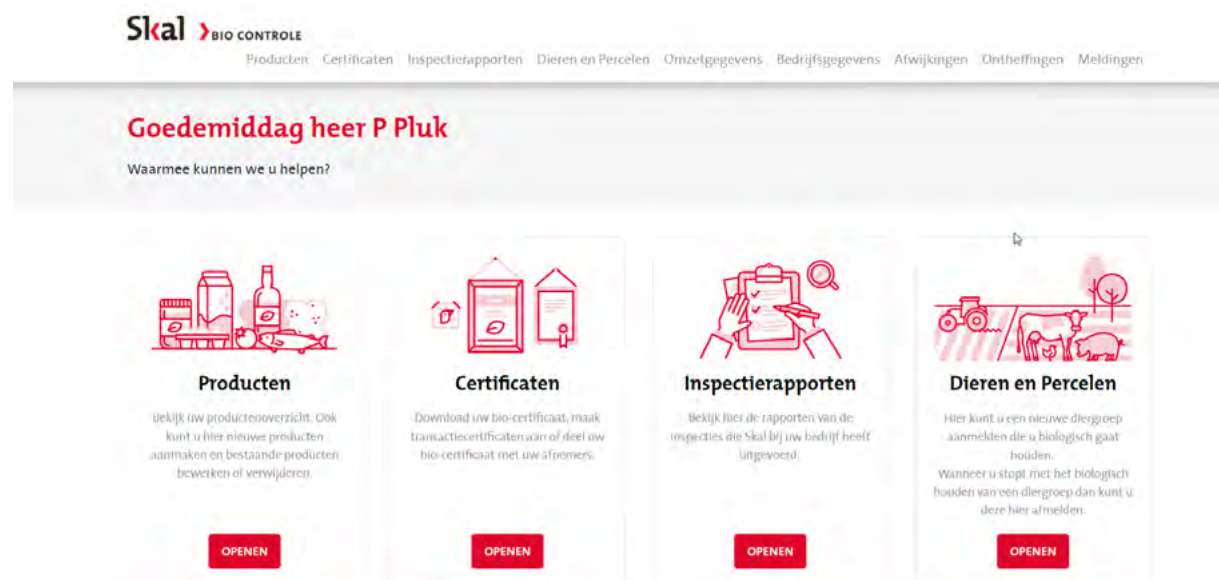 Skal BIO CONTROLE
Producten Certificaten Inspectierapporten Dieren en Percelen Omzetgegevens Bedrijfsgegevens Afwijkingen Ontheffingen Meldingen
Goedemiddag heer P Pluk
Waarmee kunnen we u helpen?
Producten
Bekijk uw productenoverzicht. Ook
kunt u hier nieuwe producten
aanmaken en bestaande producten
bewerken of verwijderen.
OPENEN
Certificaten
Download uw bio-certificaat, maak
transactiecertificaten aan of deel uw
bio-certificaat met uw afnemers.
OPENEN
Inspectierapporten
Bekijk hier de rapporten van de
inspecties die Skal bij uw bedrijf heeft
uitgevoerd.
OPENEN
Dieren en Percelen
Hier kunt u een nieuwe diergroep
aanmelden die u biologisch gaat
houden.
Wanneer u stopt met het biologisch
houden van een diergroep dan kunt u
deze hier afmelden.
OPENEN